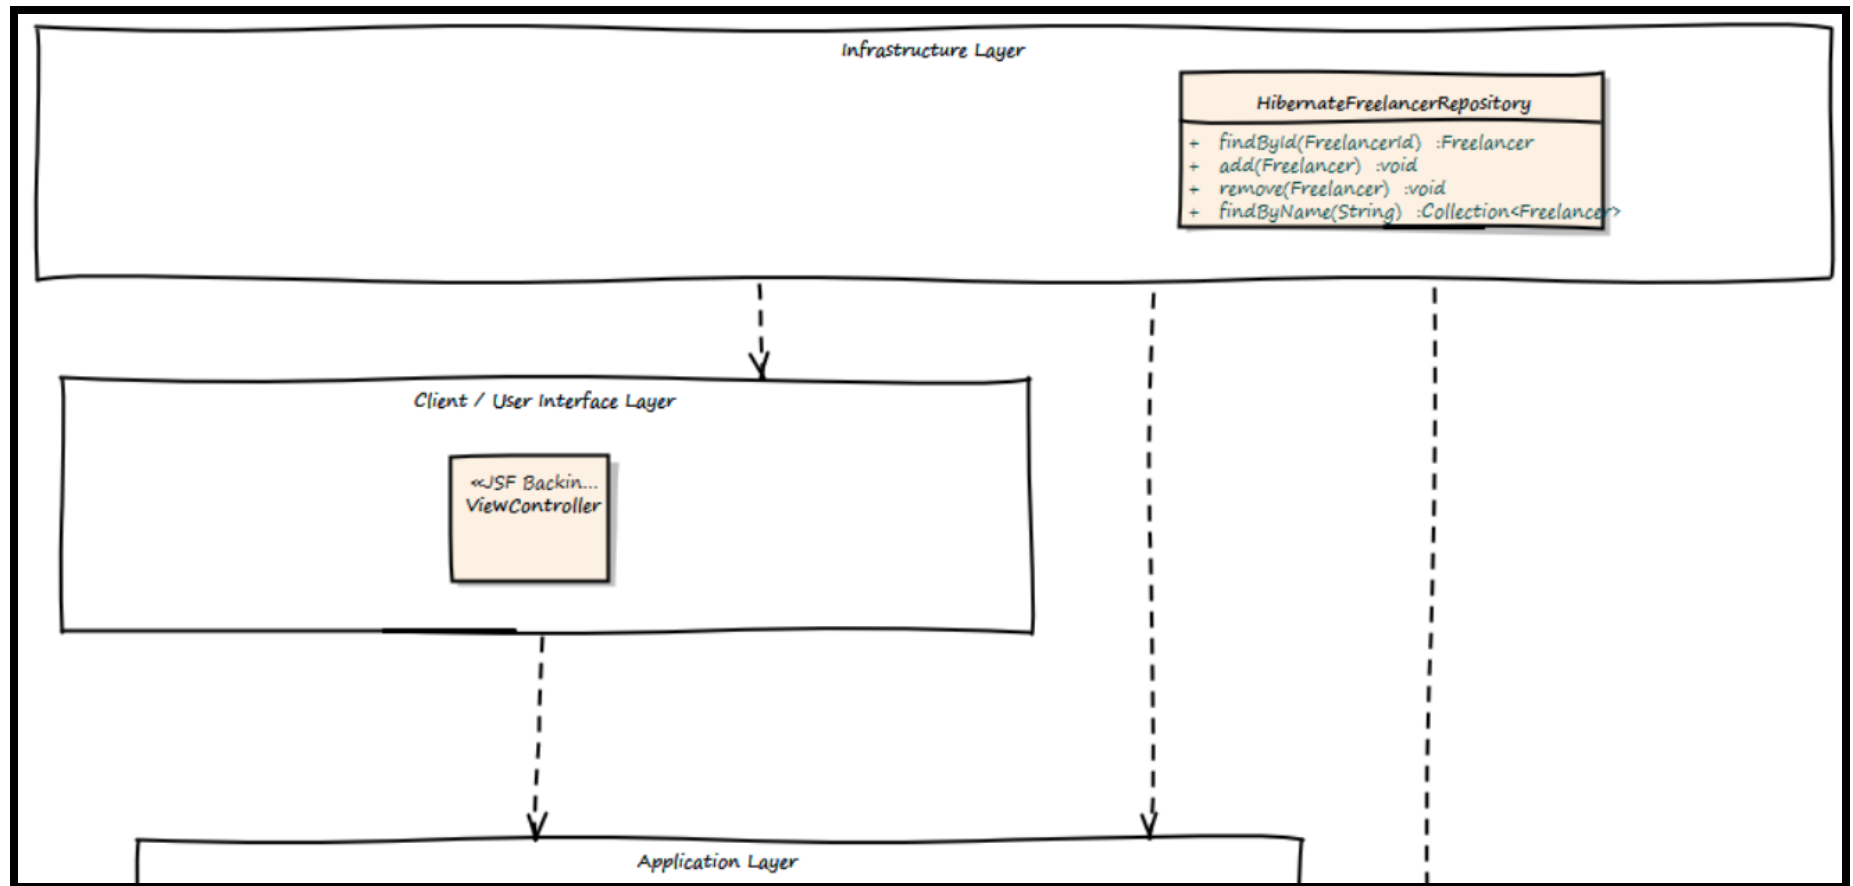 Infrastructure Layer
HibernateFreelancerRepository
+ findById(FreelancerId) :Freelancer
+ add(Freelancer) :void
+ remove(Freelancer) :void
+ findByName(String) :Collection<Freelancer>
Client / User Interface Layer
«JSF Backin...
ViewController
Application Layer